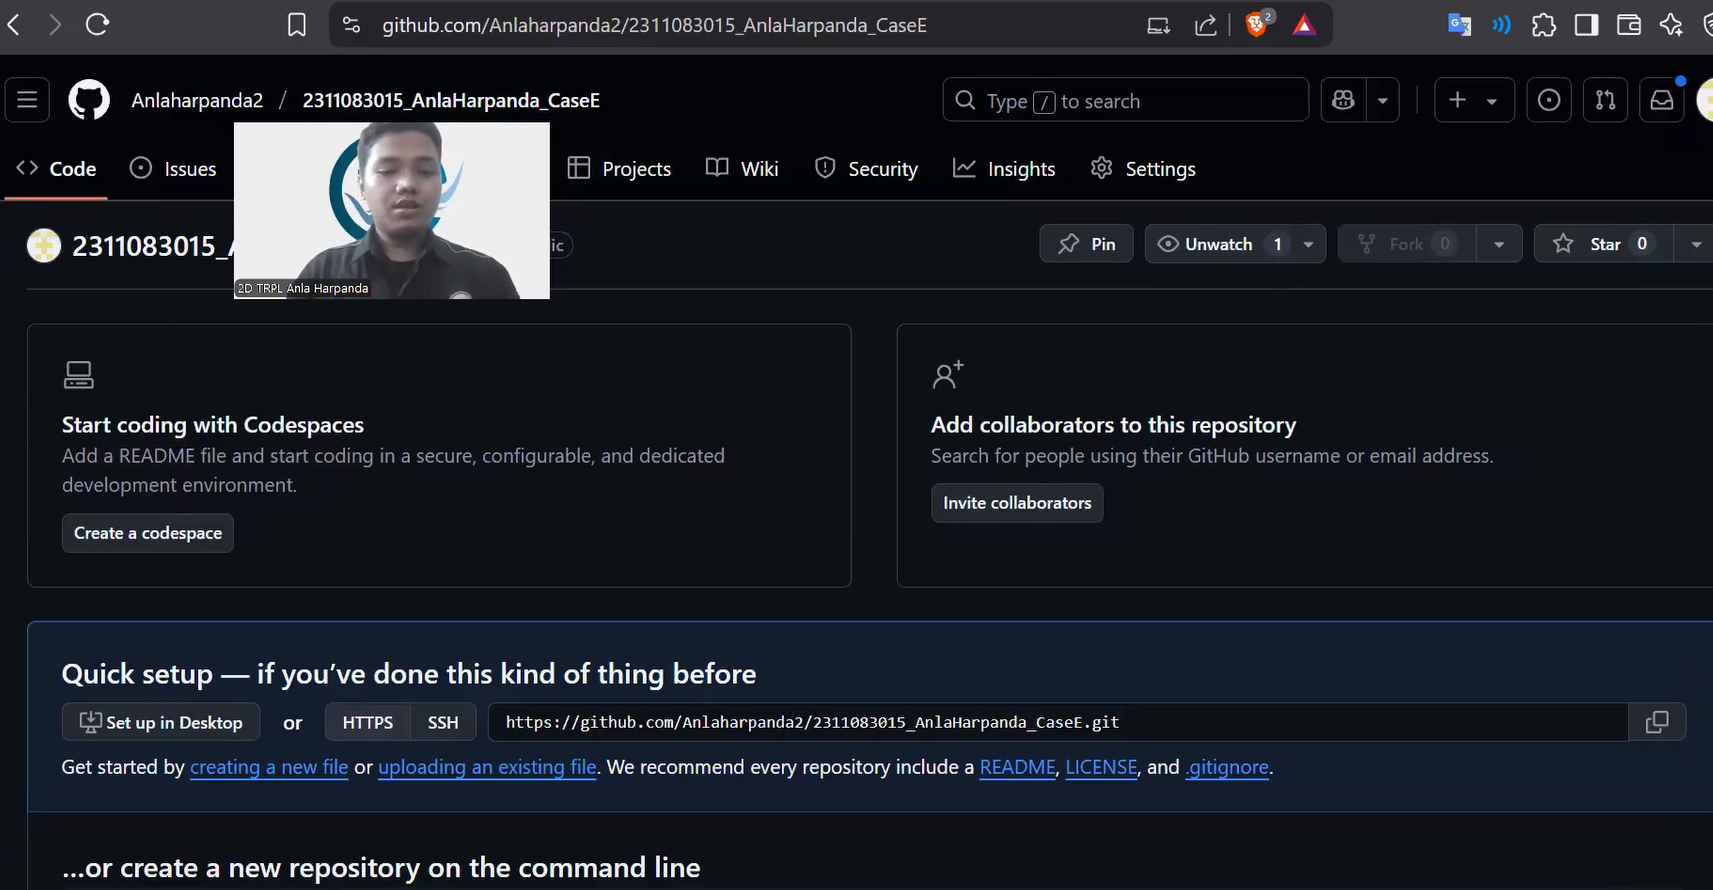 github.com/Anlaharpanda2/2311083015_AnlaHarpanda_CaseE
2
Anlaharpanda2 / 2311083015_AnlaHarpanda_CaseE
Type / to search
Code
Issues
Projects
Wiki
Security
Insights
Settings
2311083015_
ic
Pin
Unwatch 1
Fork 0
Star 0
2D TRPL Anla Harpanda
Start coding with Codespaces
Add a README file and start coding in a secure, configurable, and dedicated
development environment.
Create a codespace
Add collaborators to this repository
Search for people using their GitHub username or email address.
Invite collaborators
Quick setup — if you’ve done this kind of thing before
Set up in Desktop or HTTPS SSH https://github.com/Anlaharpanda2/2311083015_AnlaHarpanda_CaseE.git
Get started by creating a new file or uploading an existing file. We recommend every repository include a README, LICENSE, and .gitignore.
...or create a new repository on the command line